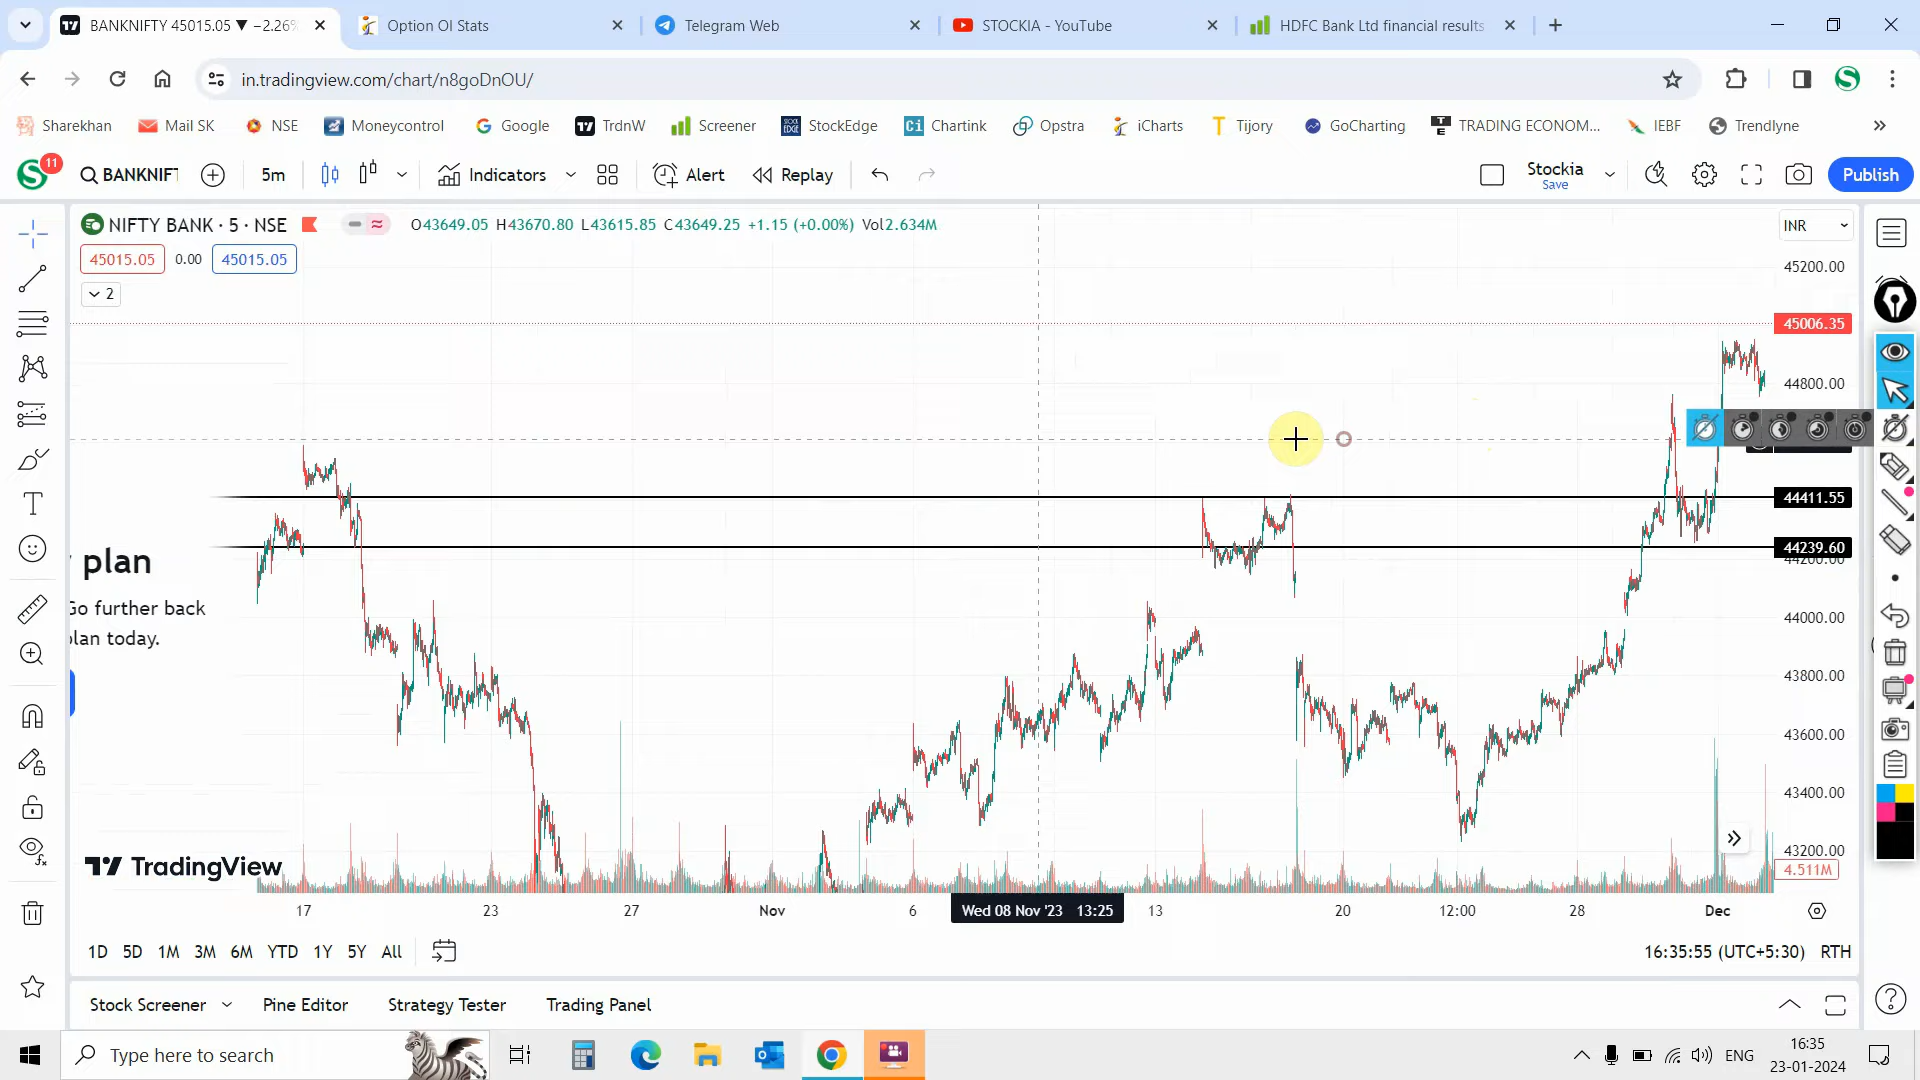 BANKNIFTY 45015.05 ▼ −2.26%
Option OI Stats
Telegram Web
STOCKIA - YouTube
HDFC Bank Ltd financial results
in.tradingview.com/chart/n8goDnOU/
Sharekhan
Mail SK
NSE
Moneycontrol
Google
TrdnW
Screener
StockEdge
Chartink
Opstra
iCharts
Tijory
GoCharting
TRADING ECONOM...
IEBF
Trendlyne
11
BANKNIFT
5m
Indicators
Alert
Replay
Stockia
Save
Publish
NIFTY BANK · 5 · NSE
O43649.05 H43670.80 L43615.85 C43649.25 +1.15 (+0.00%) Vol2.634M
INR
45015.05
0.00
45015.05
2
45200.00
45006.35
44800.00
44411.55
44239.60
44200.00
44000.00
43800.00
43600.00
43400.00
43200.00
4.511M
plan
Go further back
plan today.
TradingView
17
23
27
Nov
6
Wed 08 Nov '23 13:25
13
20
12:00
28
Dec
1D 5D 1M 3M 6M YTD 1Y 5Y All
16:35:55 (UTC+5:30) RTH
Stock Screener
Pine Editor
Strategy Tester
Trading Panel
Type here to search
ENG
16:35
23-01-2024